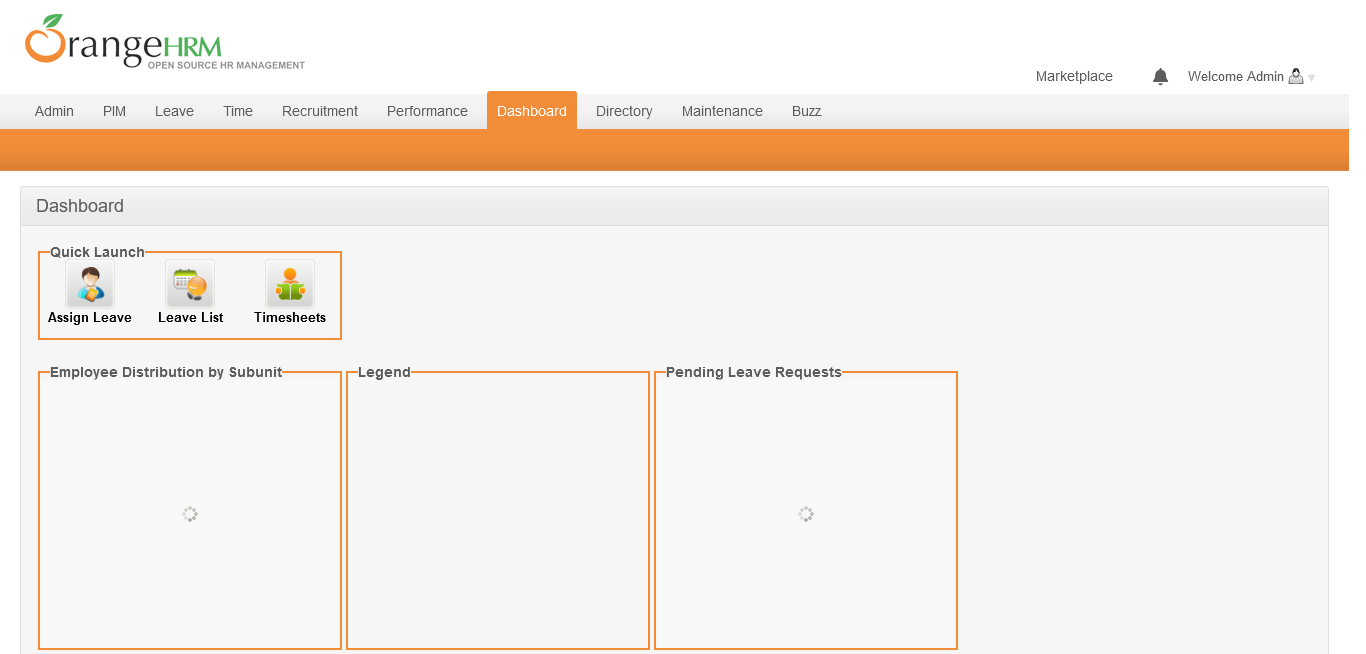 OrangeHRM
OPEN SOURCE HR MANAGEMENT
Marketplace
Welcome Admin
Admin PIM Leave Time Recruitment Performance Dashboard Directory Maintenance Buzz
Dashboard
Quick Launch
Assign Leave Leave List Timesheets
Employee Distribution by Subunit Legend Pending Leave Requests